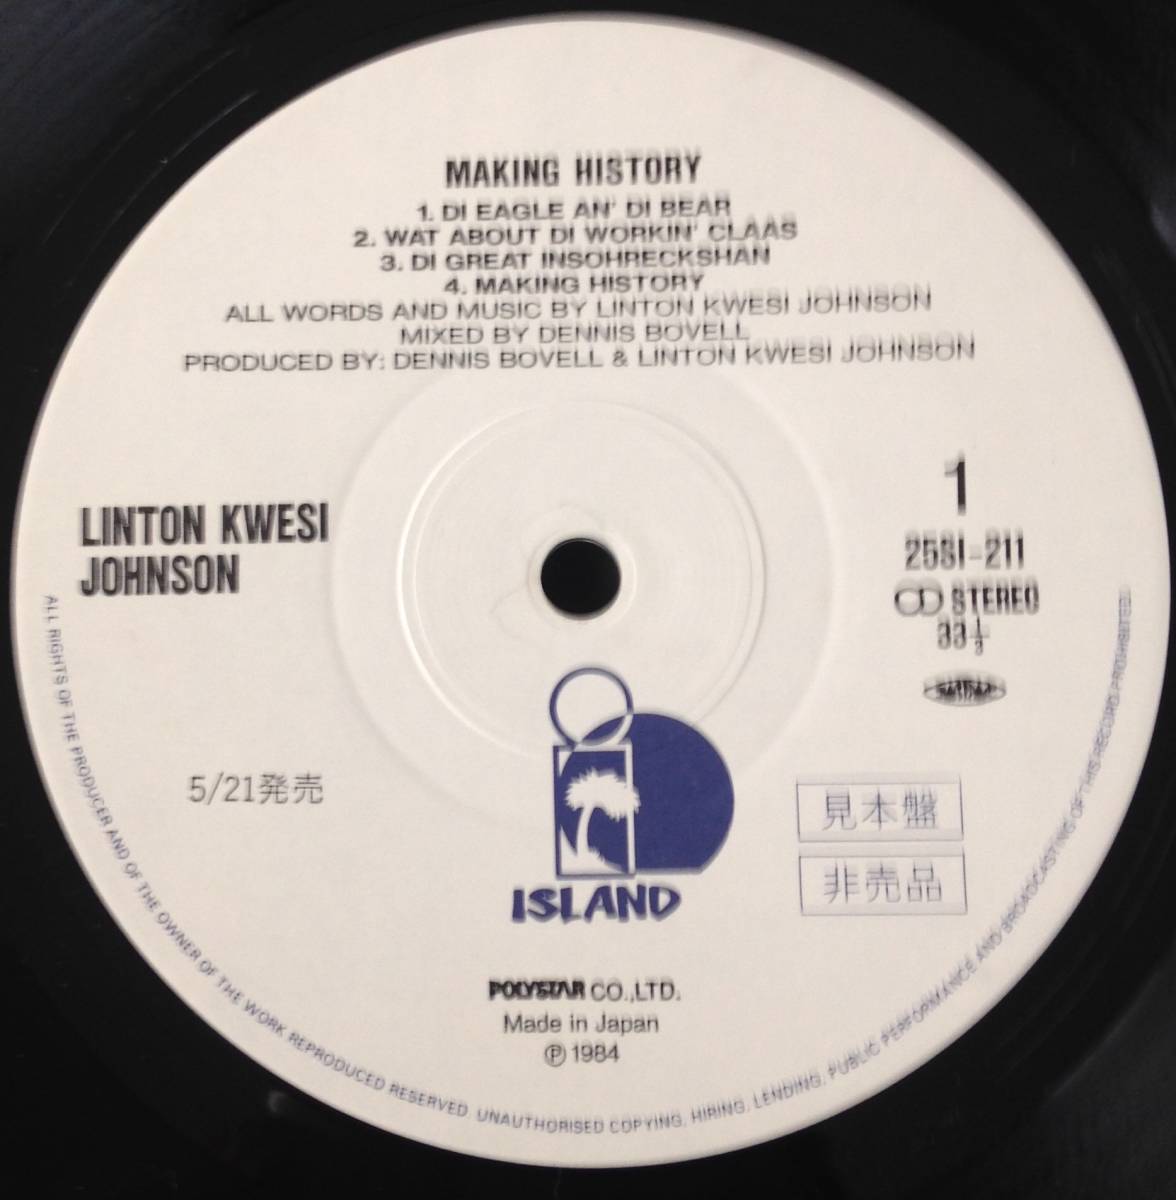 MAKING HISTORY
1. DI EAGLE AN' DI BEAR
2. WAT ABOUT DI WORKIN' CLAAS
3. DI GREAT INSOHRECKSHAN
4. MAKING HISTORY
ALL WORDS AND MUSIC BY LINTON KWESI JOHNSON
MIXED BY DENNIS BOVELL
PRODUCED BY: DENNIS BOVELL & LINTON KWESI JOHNSON
LINTON KWESI
JOHNSON
1
25SI-211
STEREO
33⅓
5/21発売
見本盤
非売品
ISLAND
POLYSTAR CO.,LTD.
Made in Japan
℗ 1984
ALL RIGHTS OF THE PRODUCER AND OF THE OWNER OF THE WORK REPRODUCED RESERVED. UNAUTHORISED COPYING, HIRING, LENDING, PUBLIC PERFORMANCE AND BROADCASTING OF THIS RECORD PROHIBITED